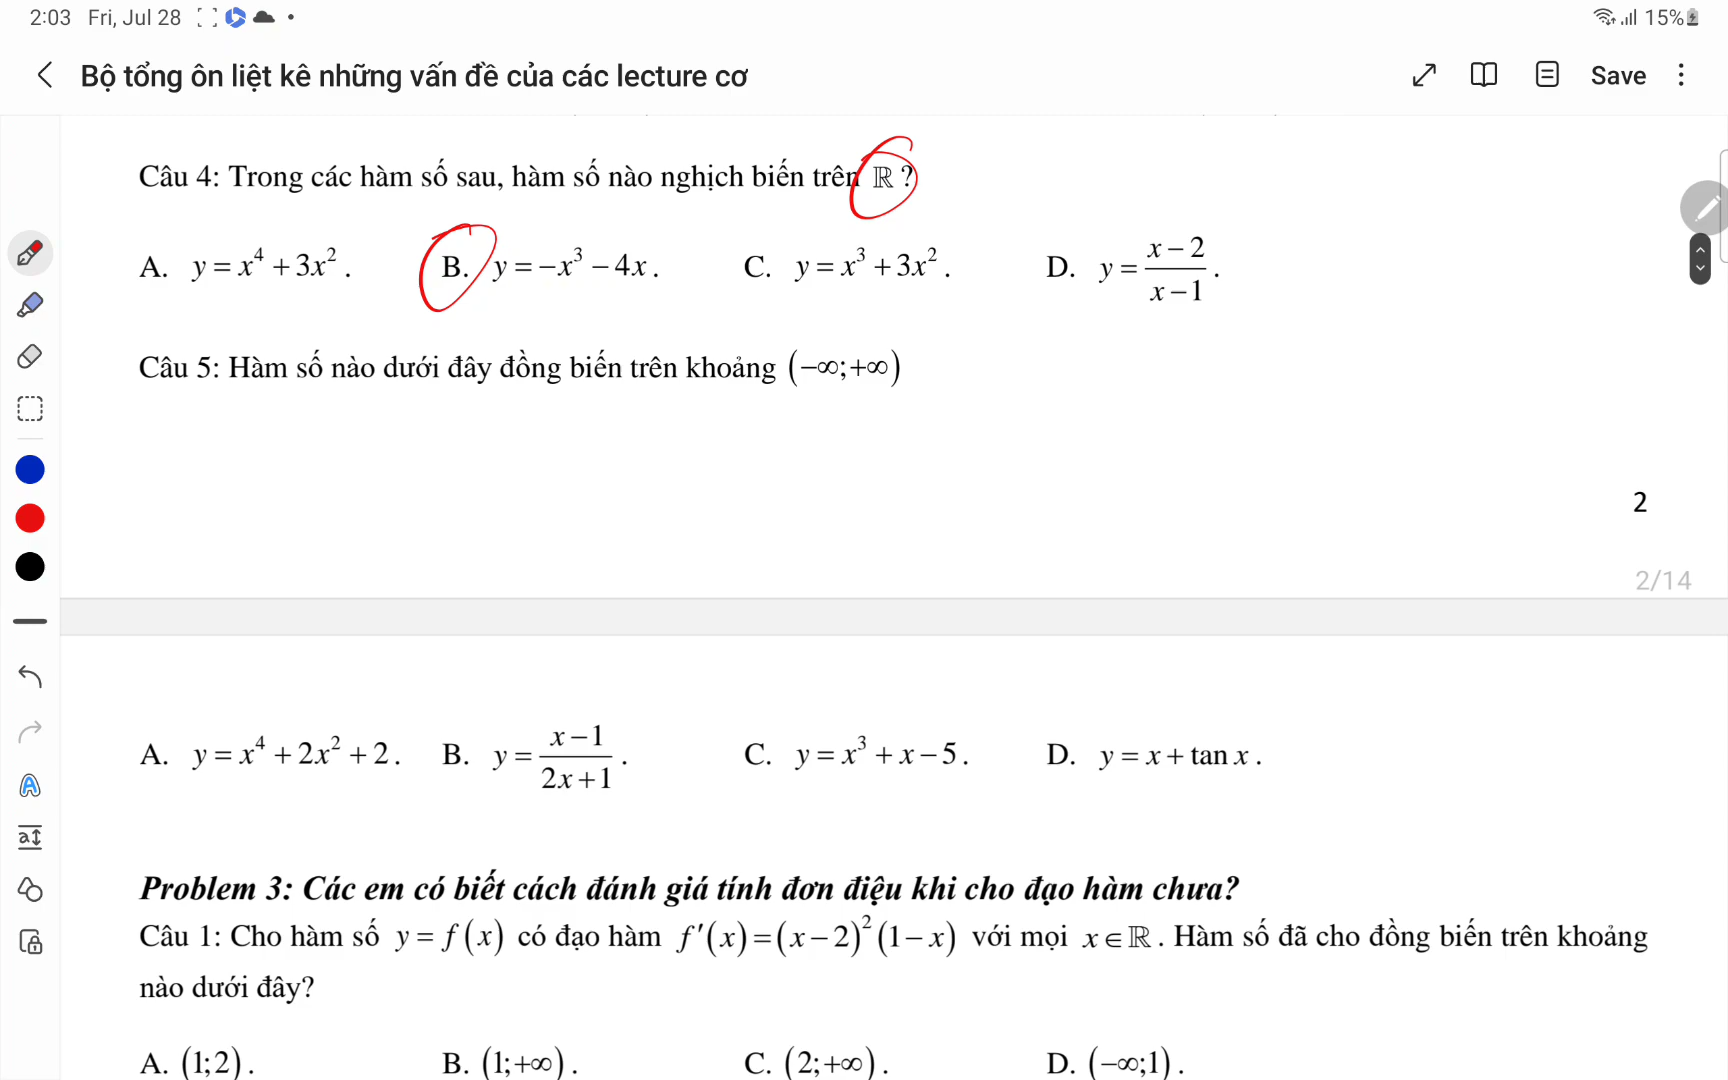 2:03 Fri, Jul 28 15%
Bộ tổng ôn liệt kê những vấn đề của các lecture cơ Save
Câu 4: Trong các hàm số sau, hàm số nào nghịch biến trên ℝ ?
A. y = x⁴ + 3x². B. y = −x³ − 4x. C. y = x³ + 3x². D. y = (x − 2)/(x − 1).
Câu 5: Hàm số nào dưới đây đồng biến trên khoảng (−∞;+∞)
2
2/14
A. y = x⁴ + 2x² + 2. B. y = (x − 1)/(2x + 1). C. y = x³ + x − 5. D. y = x + tan x.
Problem 3: Các em có biết cách đánh giá tính đơn điệu khi cho đạo hàm chưa?
Câu 1: Cho hàm số y = f(x) có đạo hàm f′(x) = (x − 2)²(1 − x) với mọi x ∈ ℝ. Hàm số đã cho đồng biến trên khoảng
nào dưới đây?
A. (1;2). B. (1;+∞). C. (2;+∞). D. (−∞;1).